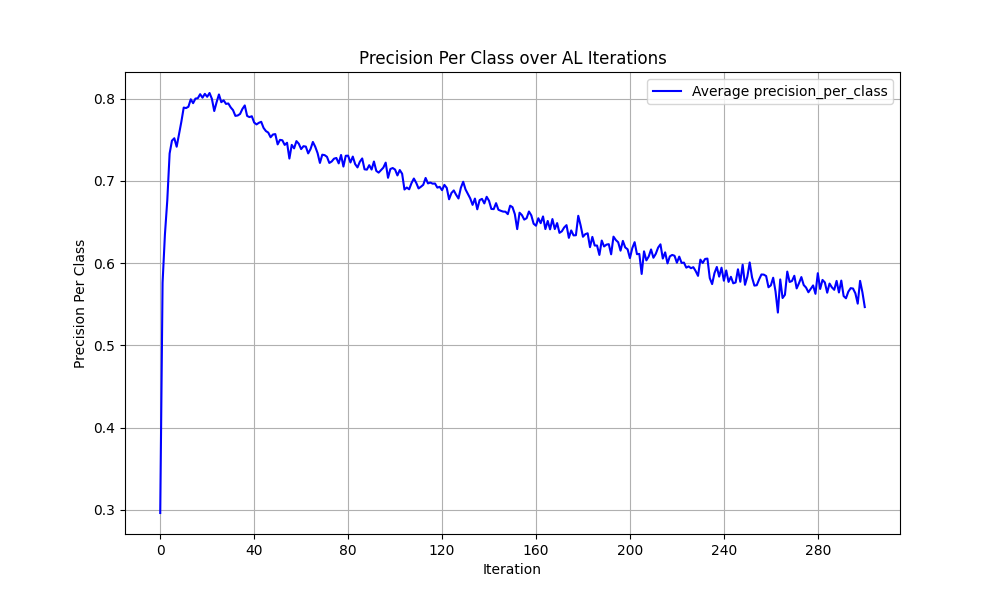 Precision Per Class over AL Iterations
Average precision_per_class
Precision Per Class
0.8
0.7
0.6
0.5
0.4
0.3
0 40 80 120 160 200 240 280
Iteration